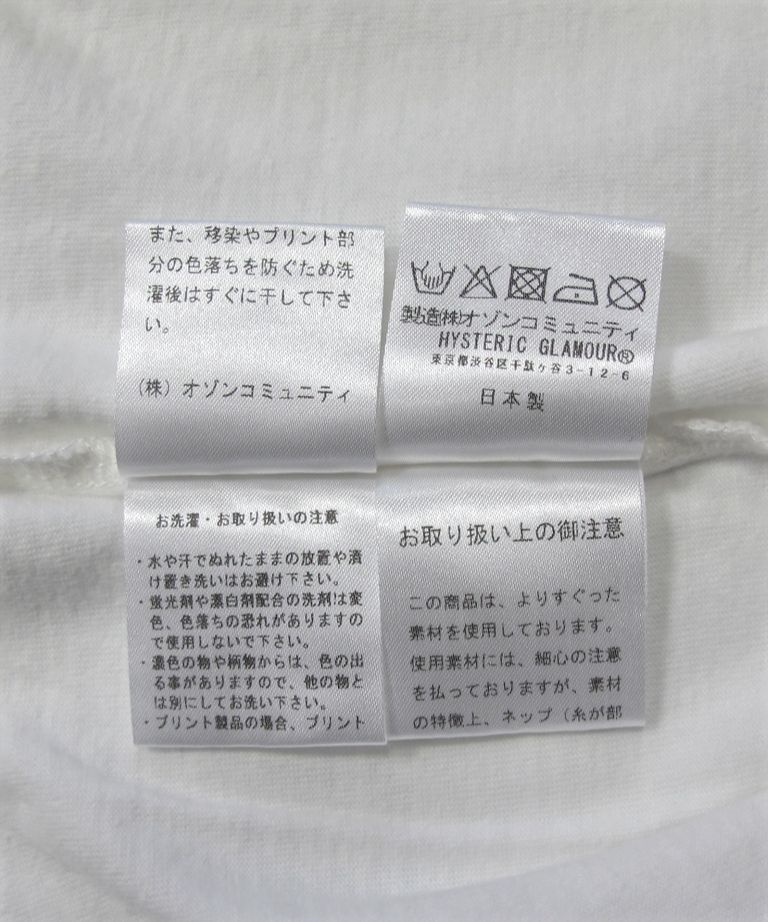 また、移染やプリント部
分の色落ちを防ぐため洗
濯後はすぐに干して下さ
い。
(株) オゾンコミュニティ
製造(株)オゾンコミュニティ
HYSTERIC GLAMOUR®
東京都渋谷区千駄ヶ谷3-12-6
日本製
お洗濯・お取り扱いの注意
・水や汗でぬれたままの放置や漬
け置き洗いはお避け下さい。
・蛍光剤や漂白剤配合の洗剤は変
色、色落ちの恐れがありますの
で使用しないで下さい。
・濃色の物や柄物からは、色の出
る事がありますので、他の物と
は別にしてお洗い下さい。
・プリント製品の場合、プリント
お取り扱い上の御注意
この商品は、よりすぐった
素材を使用しております。
使用素材には、細心の注意
を払っておりますが、素材
の特徴上、ネップ（糸が部